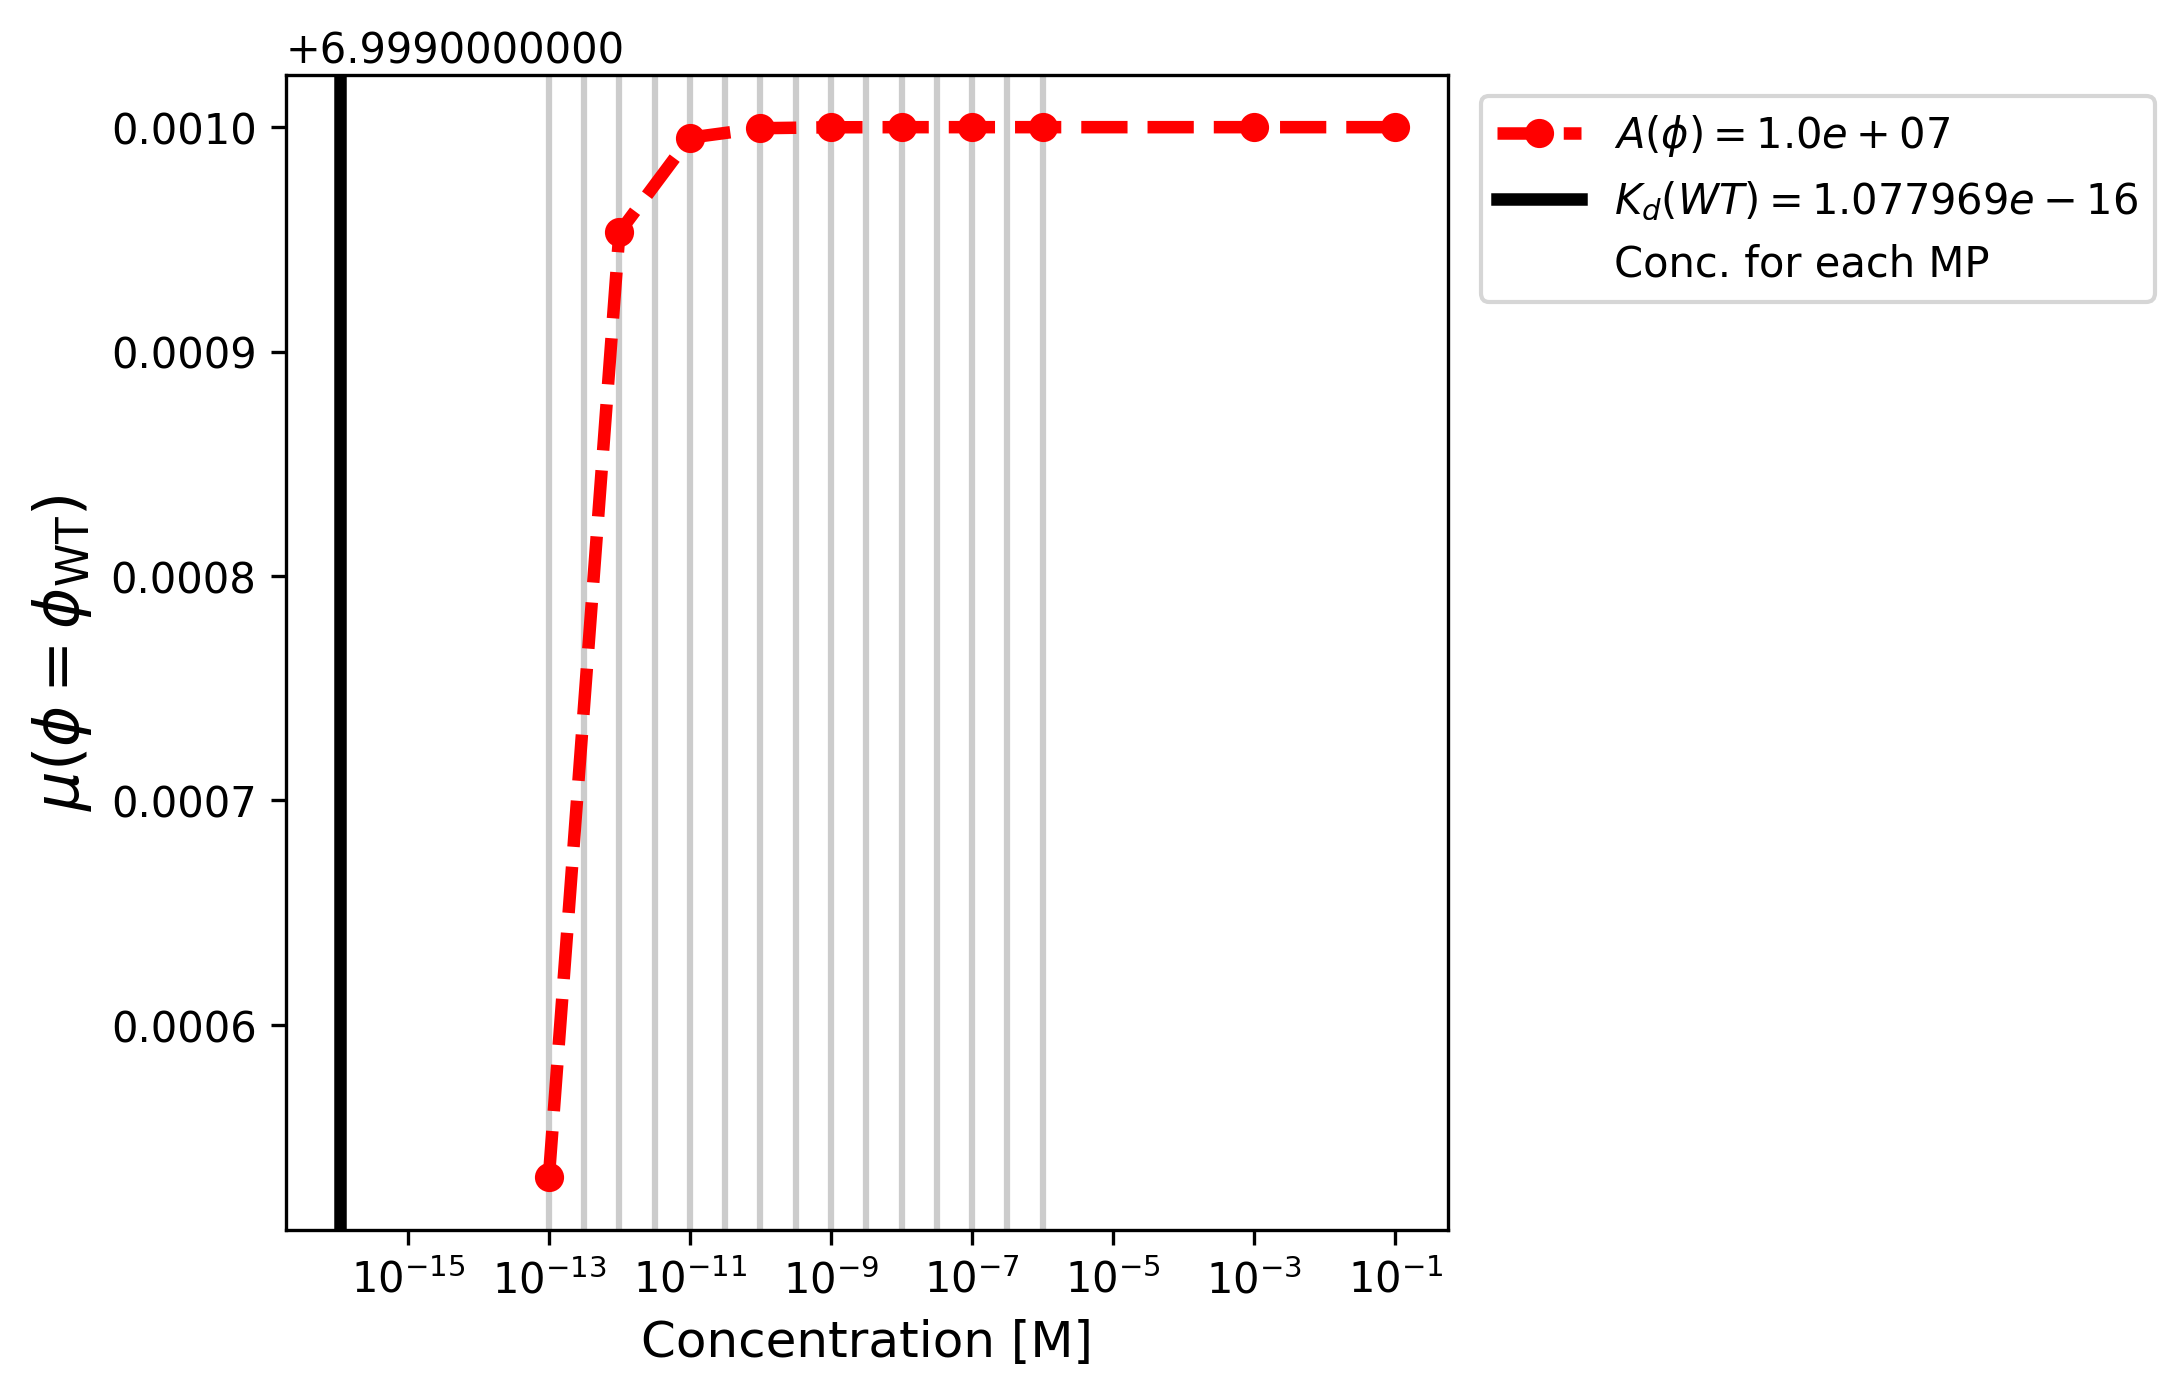 +6.9990000000
0.0010
0.0009
0.0008
0.0007
0.0006
μ(ϕ = ϕ_WT)
10⁻¹⁵ 10⁻¹³ 10⁻¹¹ 10⁻⁹ 10⁻⁷ 10⁻⁵ 10⁻³ 10⁻¹
Concentration [M]
A(ϕ) = 1.0e + 07
K_d(WT) = 1.077969e − 16
Conc. for each MP